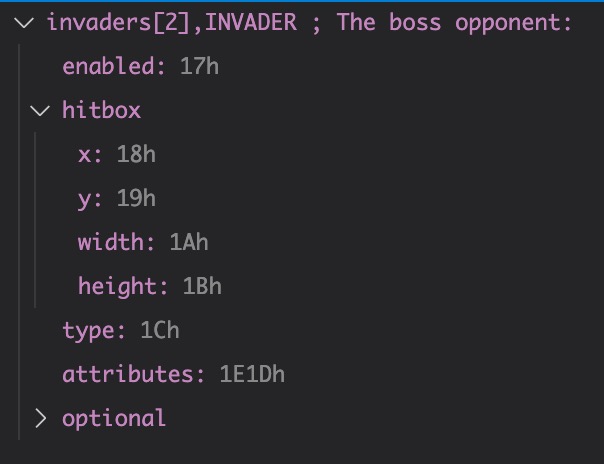 invaders[2],INVADER ; The boss opponent:
enabled: 17h
hitbox
x: 18h
y: 19h
width: 1Ah
height: 1Bh
type: 1Ch
attributes: 1E1Dh
optional